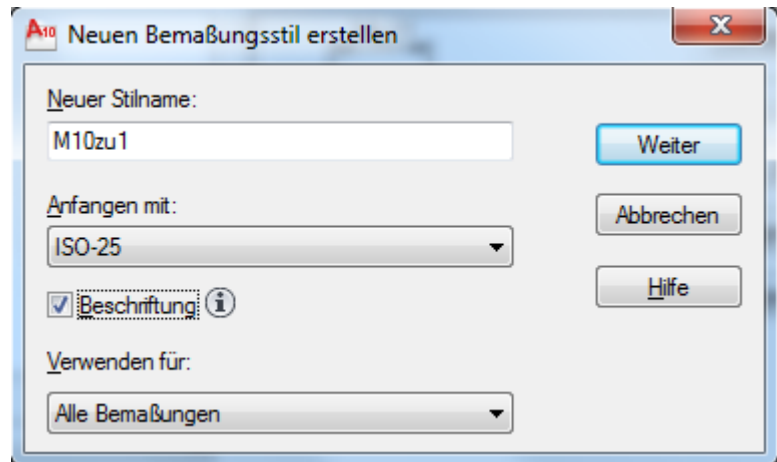 A10 Neuen Bemaßungsstil erstellen
Neuer Stilname:
M10zu1
Weiter
Anfangen mit:
Abbrechen
ISO-25
Beschriftung
Hilfe
Verwenden für:
Alle Bemaßungen